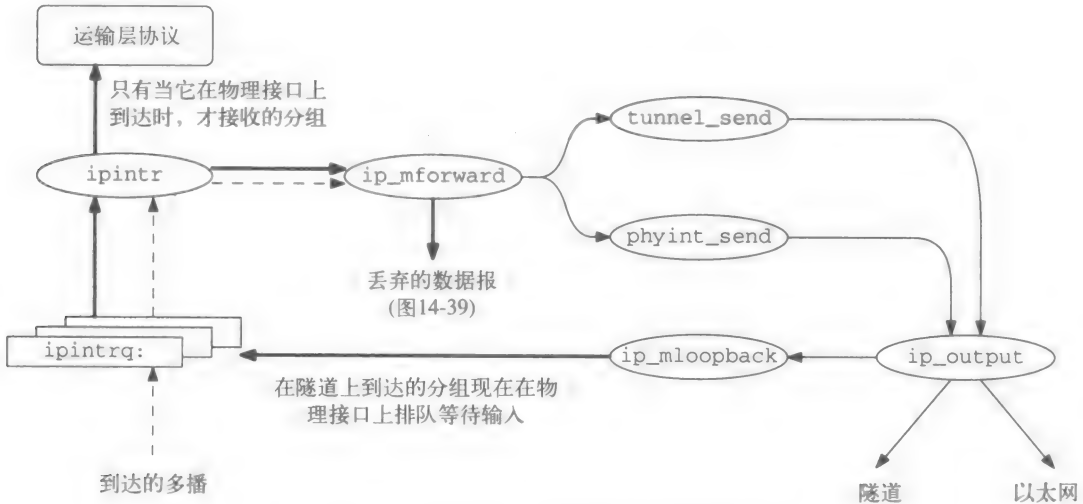 运输层协议
只有当它在物理接口上
到达时，才接收的分组
tunnel_send
ipintr
ip_mforward
phyint_send
丢弃的数据报
(图14-39)
ipintrq:
ip_mloopback
ip_output
在隧道上到达的分组现在在物
理接口上排队等待输入
到达的多播
隧道
以太网